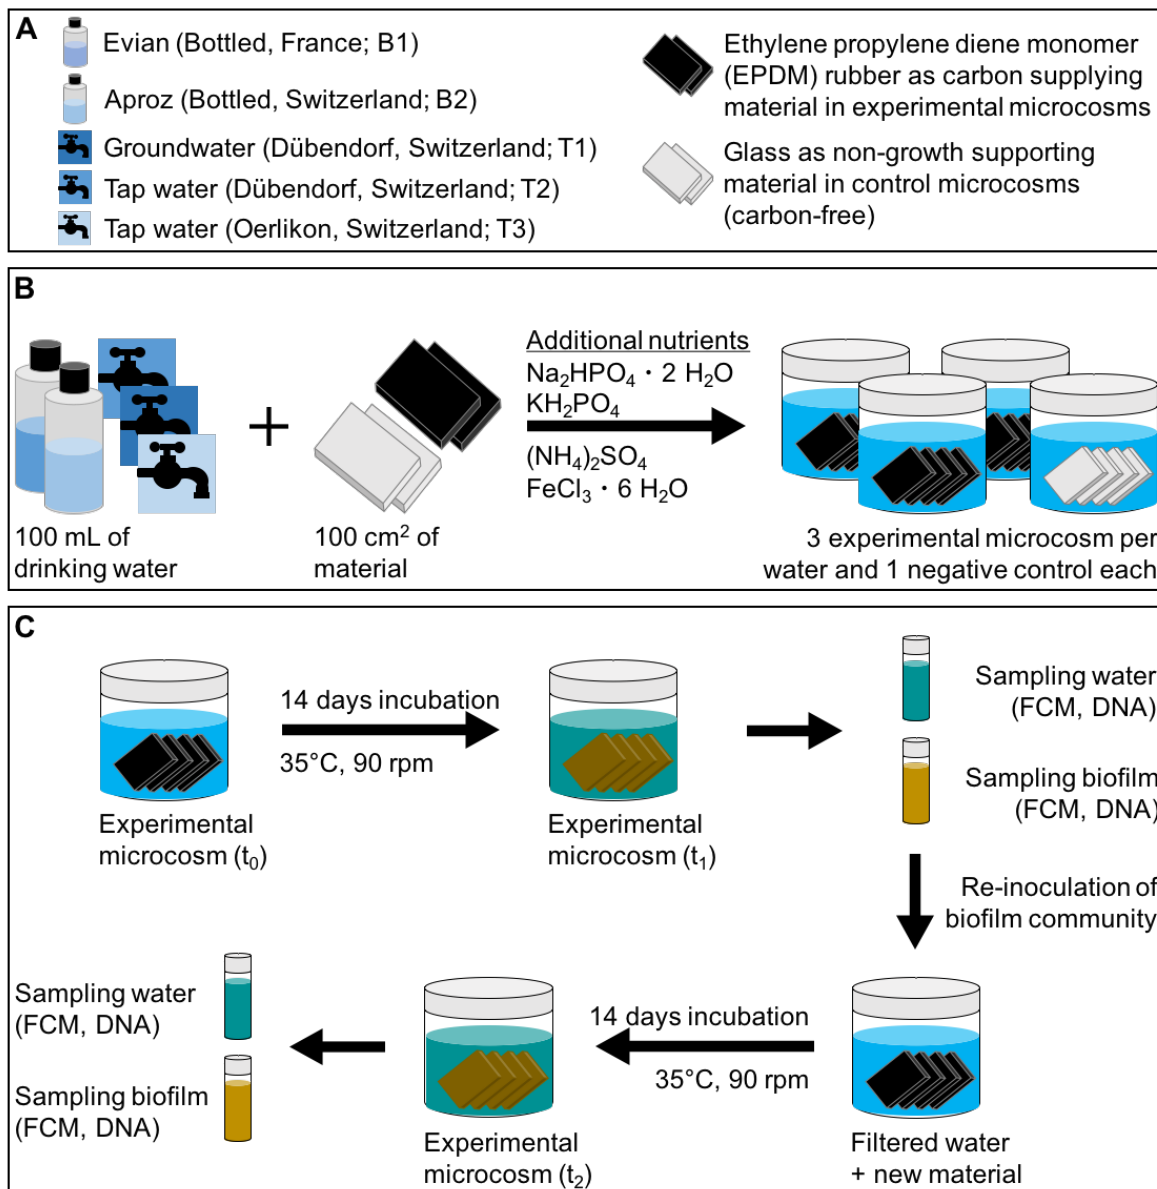 A
Evian (Bottled, France; B1)
Aproz (Bottled, Switzerland; B2)
Groundwater (Dübendorf, Switzerland; T1)
Tap water (Dübendorf, Switzerland; T2)
Tap water (Oerlikon, Switzerland; T3)
Ethylene propylene diene monomer
(EPDM) rubber as carbon supplying
material in experimental microcosms
Glass as non-growth supporting
material in control microcosms
(carbon-free)
B
100 mL of
drinking water
+
100 cm² of
material
Additional nutrients
Na₂HPO₄ · 2 H₂O
KH₂PO₄
(NH₄)₂SO₄
FeCl₃ · 6 H₂O
3 experimental microcosm per
water and 1 negative control each
C
Experimental
microcosm (t₀)
14 days incubation
35°C, 90 rpm
Experimental
microcosm (t₁)
Sampling water
(FCM, DNA)
Sampling biofilm
(FCM, DNA)
Re-inoculation of
biofilm community
Filtered water
+ new material
14 days incubation
35°C, 90 rpm
Experimental
microcosm (t₂)
Sampling water
(FCM, DNA)
Sampling biofilm
(FCM, DNA)